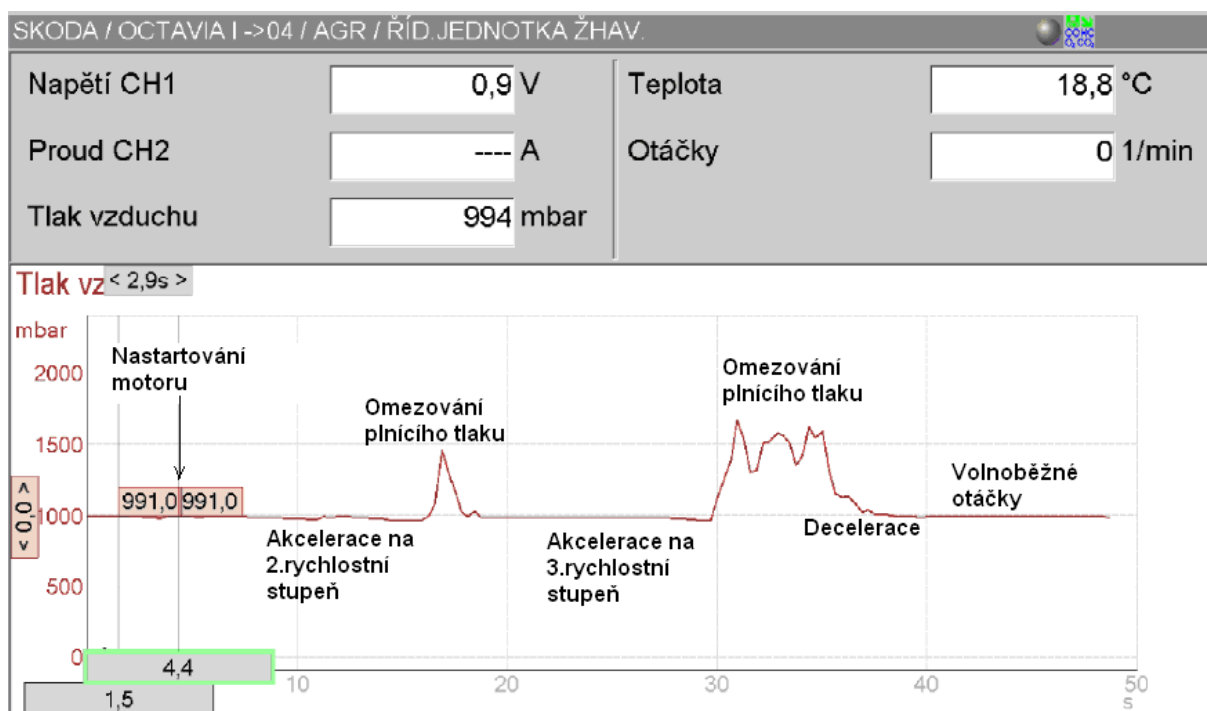 SKODA / OCTAVIA I ->04 / AGR / ŘÍD.JEDNOTKA ŽHAV.
Napětí CH1 0,9 V
Teplota 18,8 °C
Proud CH2 ---- A
Otáčky 0 1/min
Tlak vzduchu 994 mbar
Tlak vz < 2,9s >
mbar
2000
1500
1000
500
0
< 0,0 >
Nastartování
motoru
991,0 991,0
Omezování
plnícího tlaku
Omezování
plnícího tlaku
Akcelerace na
2.rychlostní
stupeň
Akcelerace na
3.rychlostní
stupeň
Decelerace
Volnoběžné
otáčky
4,4
1,5
10
20
30
40
50
s